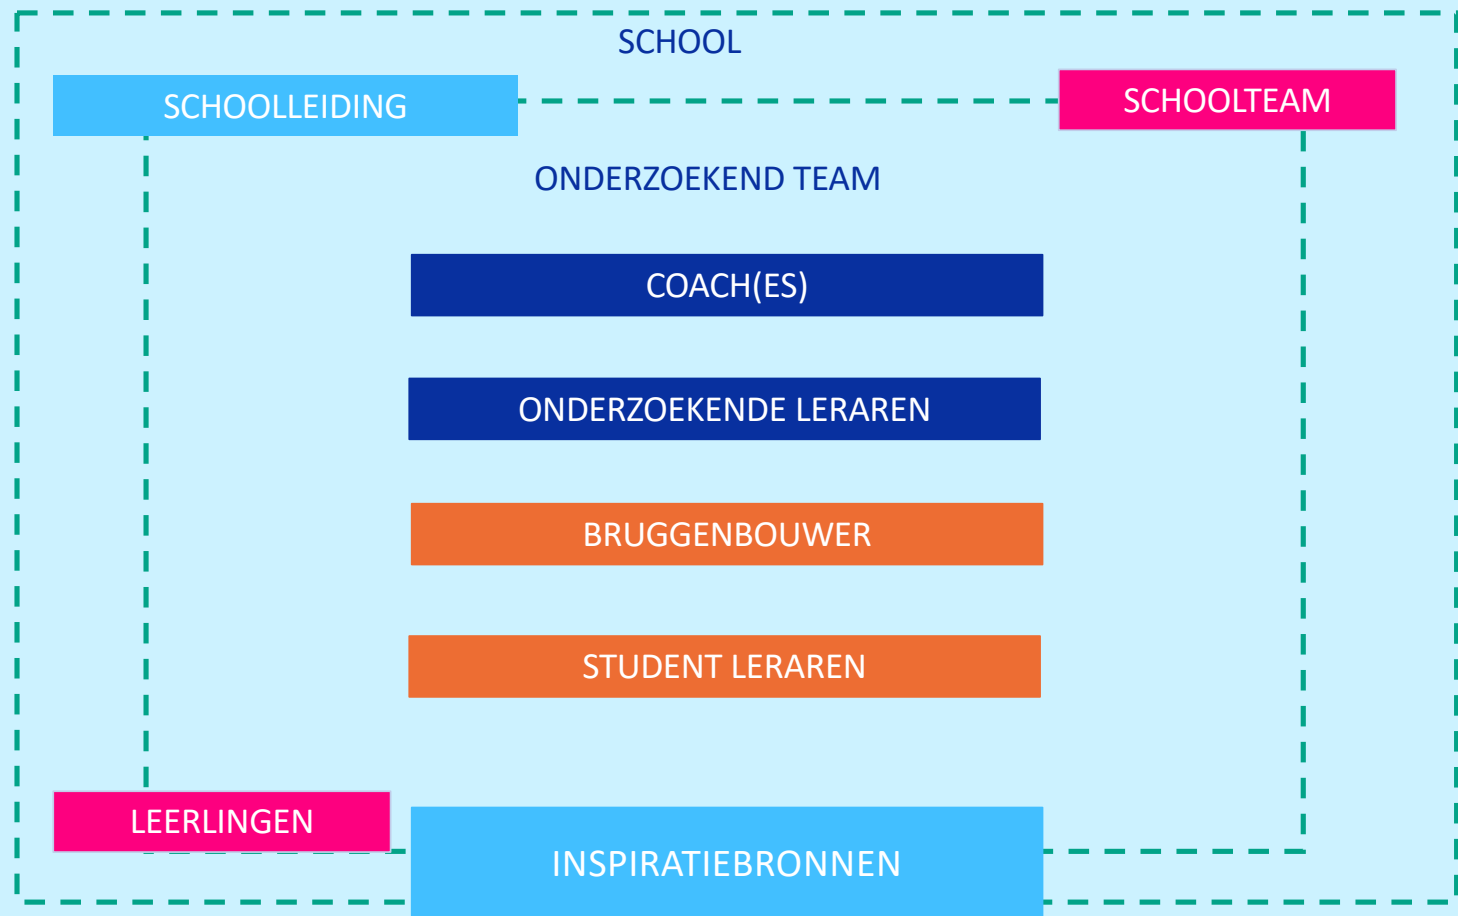 SCHOOL
SCHOOLLEIDING
SCHOOLTEAM
ONDERZOEKEND TEAM
COACH(ES)
ONDERZOEKENDE LERAREN
BRUGGENBOUWER
STUDENT LERAREN
LEERLINGEN
INSPIRATIEBRONNEN